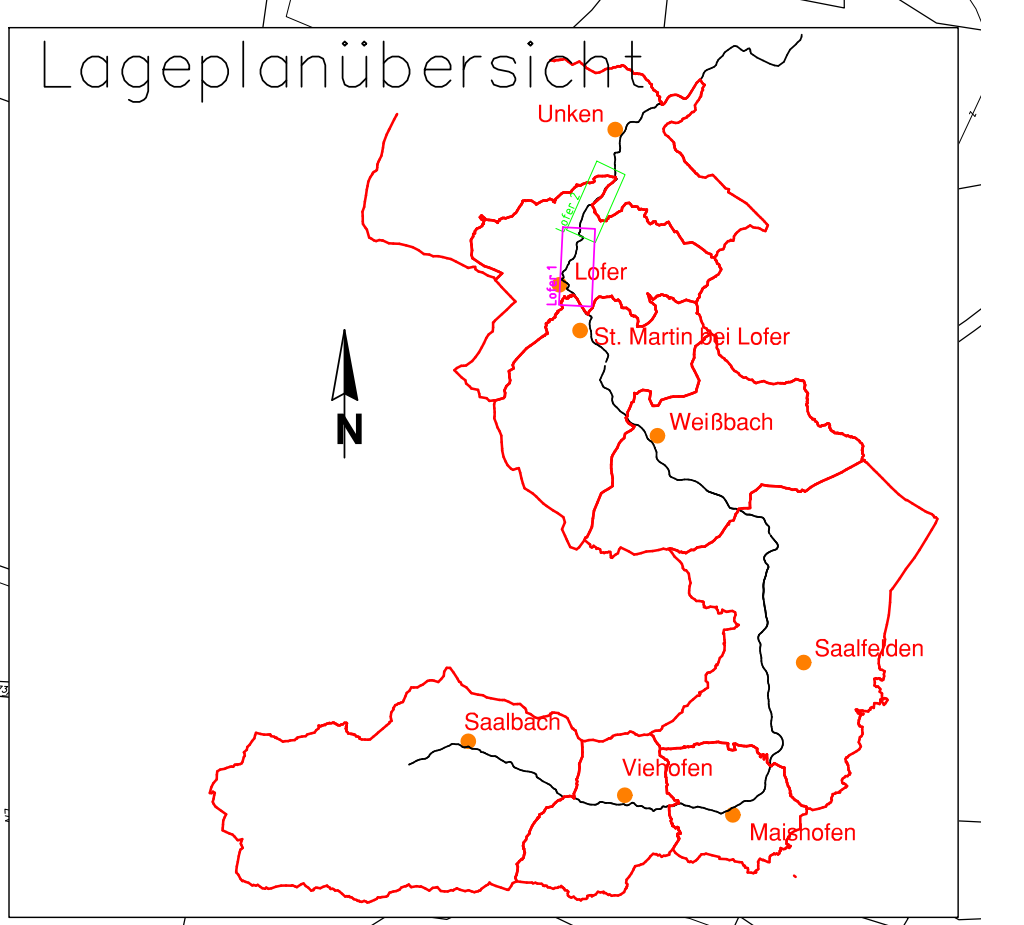 Lageplanübersicht
Unken
Lofer 2
Lofer
Lofer 1
St. Martin bei Lofer
N
Weißbach
Saalfelden
Saalbach
Viehofen
Maishofen